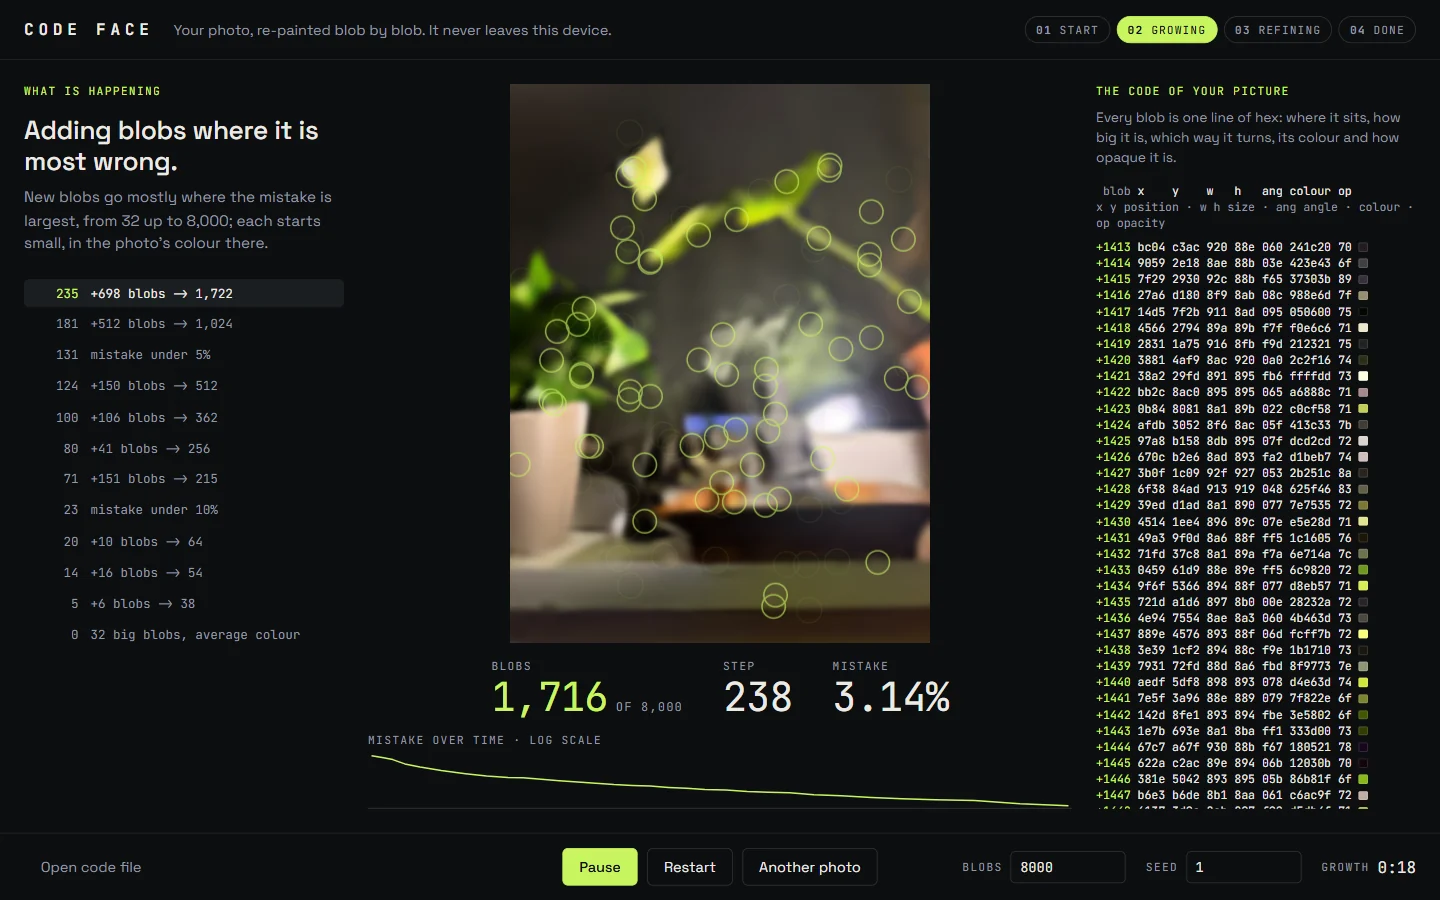 CODE FACE
Your photo, re-painted blob by blob. It never leaves this device.
01 START
02 GROWING
03 REFINING
04 DONE
WHAT IS HAPPENING
Adding blobs where it is
most wrong.
New blobs go mostly where the mistake is
largest, from 32 up to 8,000; each starts
small, in the photo's colour there.
235 +698 blobs → 1,722
181 +512 blobs → 1,024
131 mistake under 5%
124 +150 blobs → 512
100 +106 blobs → 362
80 +41 blobs → 256
71 +151 blobs → 215
23 mistake under 10%
20 +10 blobs → 64
14 +16 blobs → 54
5 +6 blobs → 38
0 32 big blobs, average colour
BLOBS
1,716 OF 8,000
STEP
238
MISTAKE
3.14%
MISTAKE OVER TIME · LOG SCALE
THE CODE OF YOUR PICTURE
Every blob is one line of hex: where it sits, how
big it is, which way it turns, its colour and how
opaque it is.
blob x y w h ang colour op
x y position · w h size · ang angle · colour ·
op opacity
+1413 bc04 c3ac 920 88e 060 241c20 70
+1414 9059 2e18 8ae 88b 03e 423e43 6f
+1415 7f29 2930 92c 88b f65 37303b 89
+1416 27a6 d180 8f9 8ab 08c 988e6d 7f
+1417 14d5 7f2b 911 8ad 095 050600 75
+1418 4566 2794 89a 89b f7f f0e6c6 71
+1419 2831 1a75 916 8fb f9d 212321 75
+1420 3881 4af9 8ac 920 0a0 2c2f16 74
+1421 38a2 29fd 891 895 fb6 ffffdd 73
+1422 bb2c 8ac0 895 895 065 a6888c 71
+1423 0b84 8081 8a1 89b 022 c0cf58 71
+1424 afdb 3052 8f6 8ac 05f 413c33 7b
+1425 97a8 b158 8db 895 07f dcd2cd 72
+1426 670c b2e6 8ad 893 fa2 d1beb7 74
+1427 3b0f 1c09 92f 927 053 2b251c 8a
+1428 6f38 84ad 913 919 048 625f46 83
+1429 39ed d1ad 8a1 890 077 7e7535 72
+1430 4514 1ee4 896 89c 07e e5e28d 71
+1431 49a3 9f0d 8a6 88f ff5 1c1605 76
+1432 71fd 37c8 8a1 89a f7a 6e714a 7c
+1433 0459 61d9 88e 89e ff5 6c9820 72
+1434 9f6f 5366 894 88f 077 d8eb57 71
+1435 721d a1d6 897 8b0 00e 28232a 72
+1436 4e94 7554 8ae 8a3 060 4b463d 73
+1437 889e 4576 893 88f 06d fcff7b 72
+1438 3e39 1cf2 894 88c f9e 1b1710 73
+1439 7931 72fd 88d 8a6 fbd 8f9773 7e
+1440 aedf 5df8 898 893 078 d4e63d 74
+1441 7e5f 3a96 88e 889 079 7f822e 6f
+1442 142d 8fe1 893 894 fbe 3e5802 6f
+1443 1e7b 693e 8a1 8ba ff1 333d00 73
+1444 67c7 a67f 930 88b f67 180521 78
+1445 622a c2ac 89e 894 06b 12030b 70
+1446 381e 5042 893 895 05b 86b81f 6f
+1447 b6e3 b6de 8b1 8aa 061 c6ac9f 72
Open code file
Pause
Restart
Another photo
BLOBS 8000
SEED 1
GROWTH 0:18